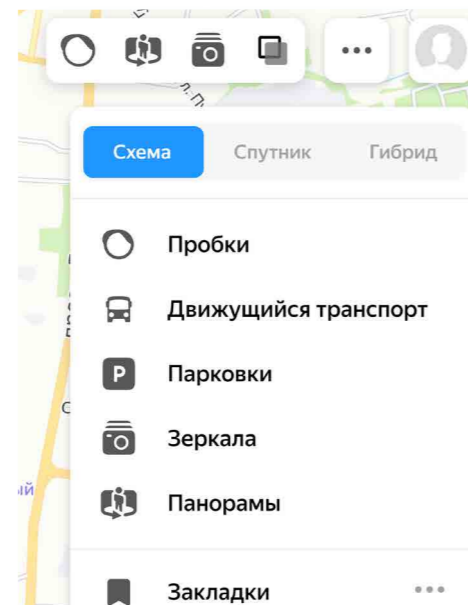 Схема Спутник Гибрид
Пробки
Движущийся транспорт
P Парковки
Зеркала
Панорамы
Закладки